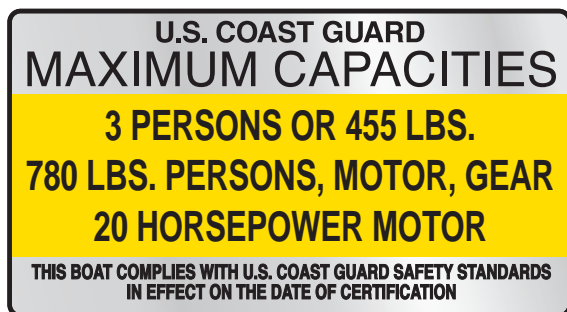 U.S. COAST GUARD
MAXIMUM CAPACITIES
3 PERSONS OR 455 LBS.
780 LBS. PERSONS, MOTOR, GEAR
20 HORSEPOWER MOTOR
THIS BOAT COMPLIES WITH U.S. COAST GUARD SAFETY STANDARDS
IN EFFECT ON THE DATE OF CERTIFICATION